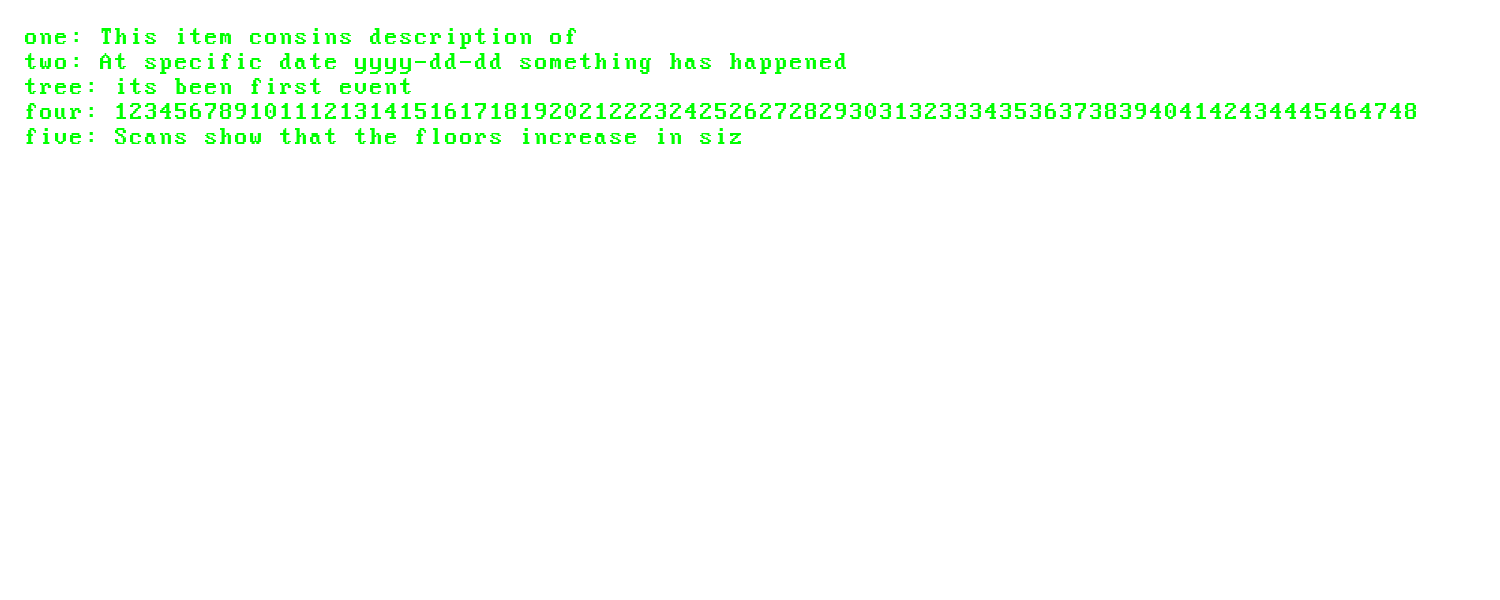 one: This item consins description of
two: At specific date yyyy-dd-dd something has happened
tree: its been first event
four: 123456789101112131415161718192021222324252627282930313233343536373839404142434445464748
five: Scans show that the floors increase in siz